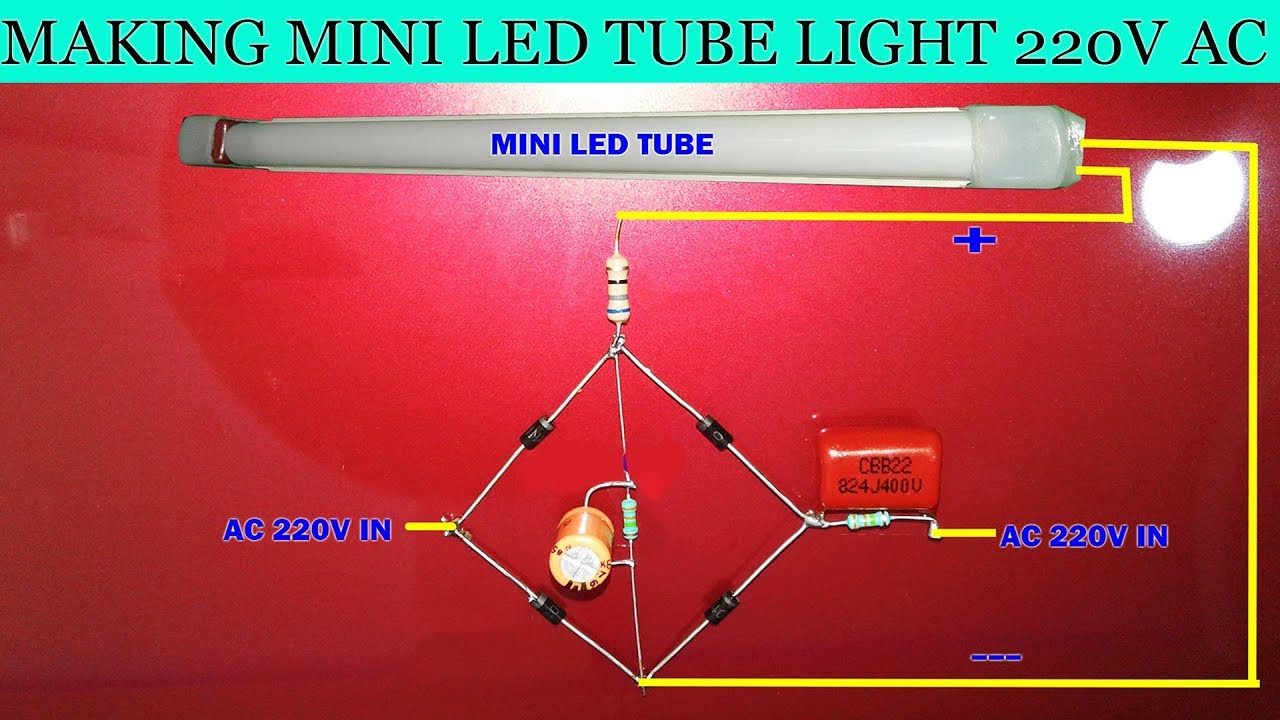 MAKING MINI LED TUBE LIGHT 220V AC
MINI LED TUBE
+
CBB22
824J400V
AC 220V IN
AC 220V IN
---